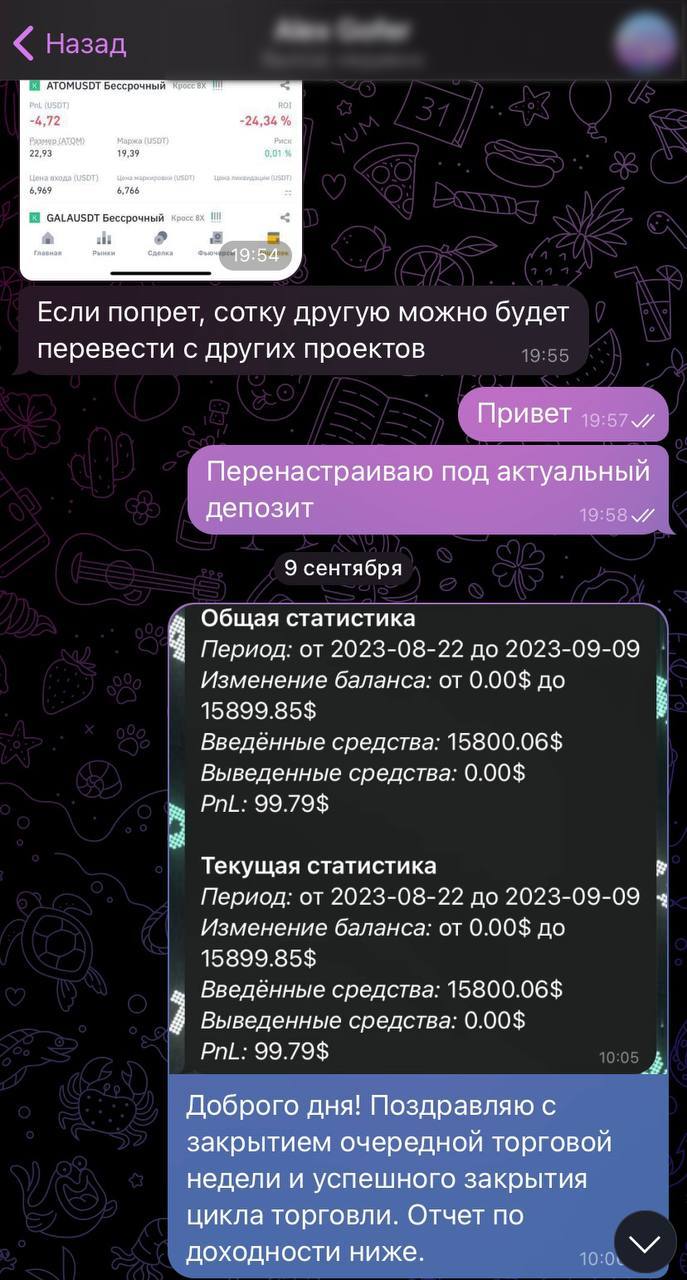 Назад
ATOMUSDT Бессрочный Кросс 8X !!!!
PnL (USDT) ROI
-4,72 -24,34 %
Размер (ATOM) Маржа (USDT) Риск
22,93 19,39 0,01 %
Цена входа (USDT) Цена маркировки (USDT) Цена ликвидации (USDT)
6,969 6,766 --
GALAUSDT Бессрочный Кросс 8X !!!!
Главная Рынки Сделка
19:54
Если попрет, сотку другую можно будет
перевести с других проектов 19:55
Привет 19:57
Перенастраиваю под актуальный
депозит 19:58
9 сентября
Общая статистика
Период: от 2023-08-22 до 2023-09-09
Изменение баланса: от 0.00$ до
15899.85$
Введённые средства: 15800.06$
Выведенные средства: 0.00$
PnL: 99.79$
Текущая статистика
Период: от 2023-08-22 до 2023-09-09
Изменение баланса: от 0.00$ до
15899.85$
Введённые средства: 15800.06$
Выведенные средства: 0.00$
PnL: 99.79$
10:05
Доброго дня! Поздравляю с
закрытием очередной торговой
недели и успешного закрытия
цикла торговли. Отчет по
доходности ниже.